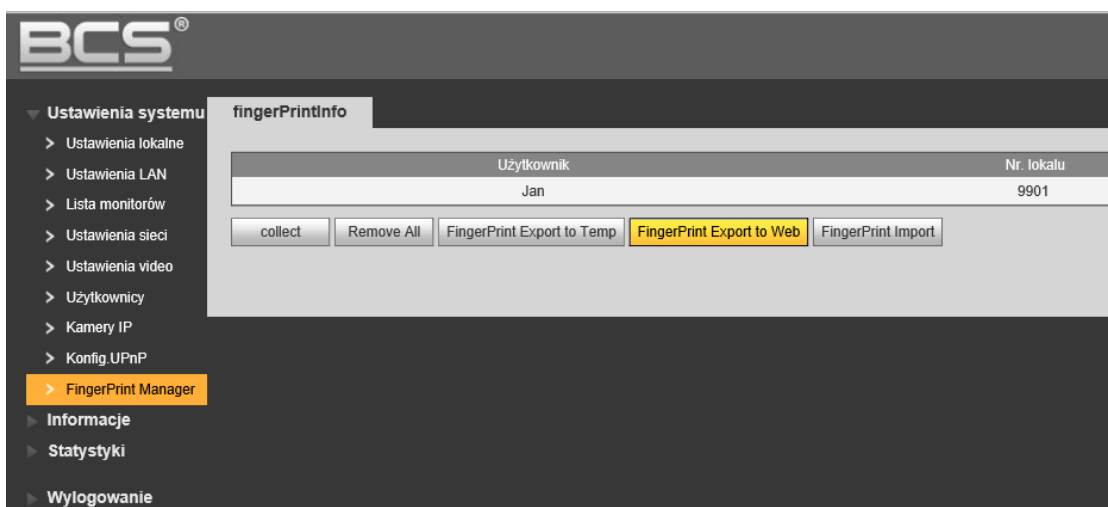 BCS®
Ustawienia systemu
Ustawienia lokalne
Ustawienia LAN
Lista monitorów
Ustawienia sieci
Ustawienia video
Użytkownicy
Kamery IP
Konfig.UPnP
FingerPrint Manager
Informacje
Statystyki
Wylogowanie
fingerPrintInfo
Użytkownik Nr. lokalu
Jan 9901
collect Remove All FingerPrint Export to Temp FingerPrint Export to Web FingerPrint Import